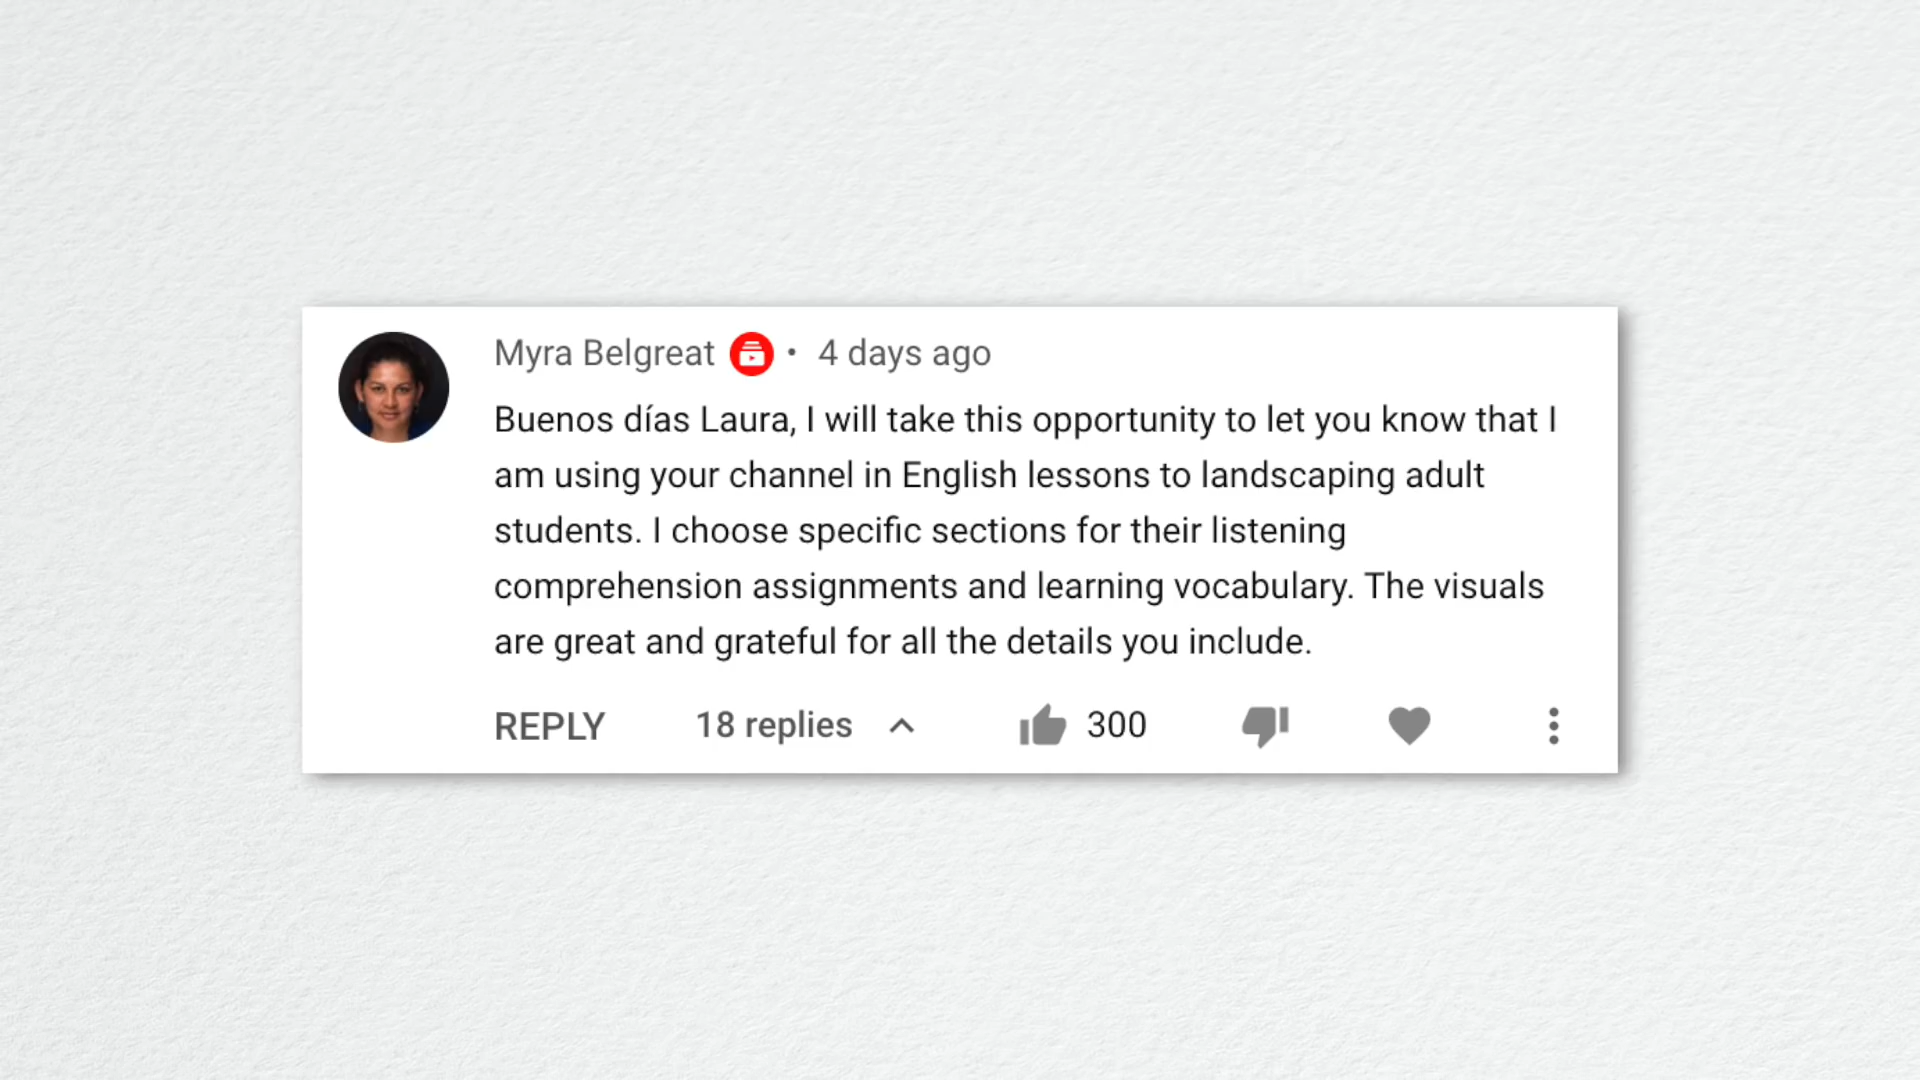 Myra Belgreat • 4 days ago
Buenos días Laura, I will take this opportunity to let you know that I
am using your channel in English lessons to landscaping adult
students. I choose specific sections for their listening
comprehension assignments and learning vocabulary. The visuals
are great and grateful for all the details you include.
REPLY 18 replies 300